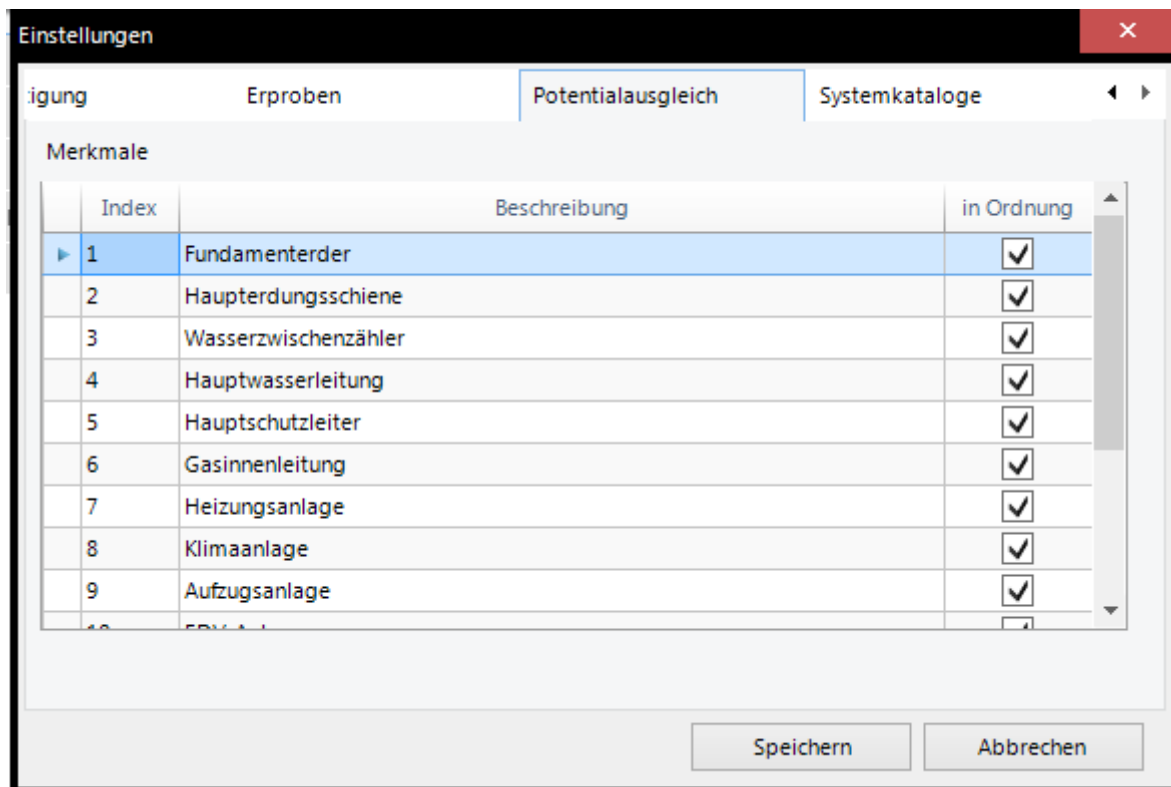 Einstellungen
Erproben Potentialausgleich Systemkataloge
Merkmale
Index Beschreibung in Ordnung
1 Fundamenterder
2 Haupterdungsschiene
3 Wasserzwischenzähler
4 Hauptwasserleitung
5 Hauptschutzleiter
6 Gasinnenleitung
7 Heizungsanlage
8 Klimaanlage
9 Aufzugsanlage
Speichern Abbrechen